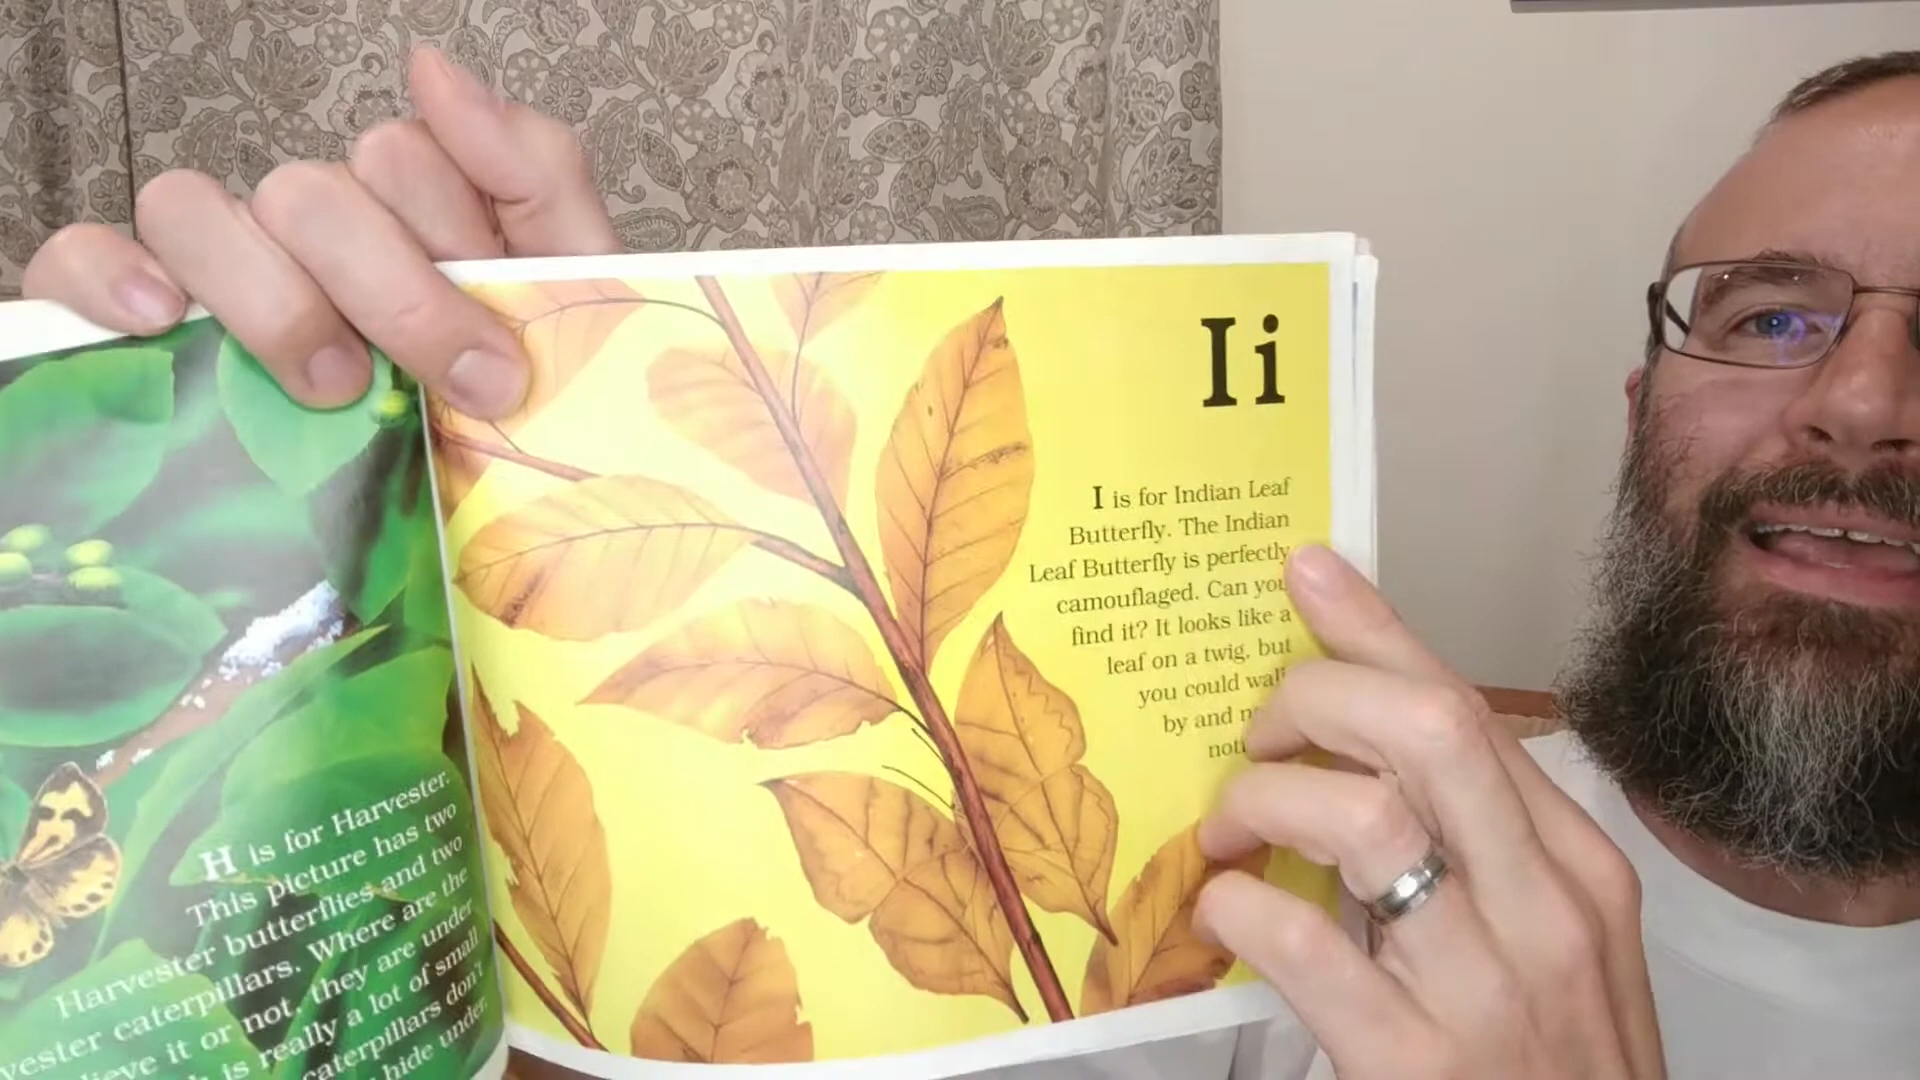 H is for Harvester.
This picture has two
Harvester butterflies and two
vester caterpillars. Where are the
lieve it or not, they are under
h is really a lot of small
caterpillars don't
hide under.
Ii
I is for Indian Leaf
Butterfly. The Indian
Leaf Butterfly is perfectly
camouflaged. Can you
find it? It looks like a
leaf on a twig, but
you could walk
by and